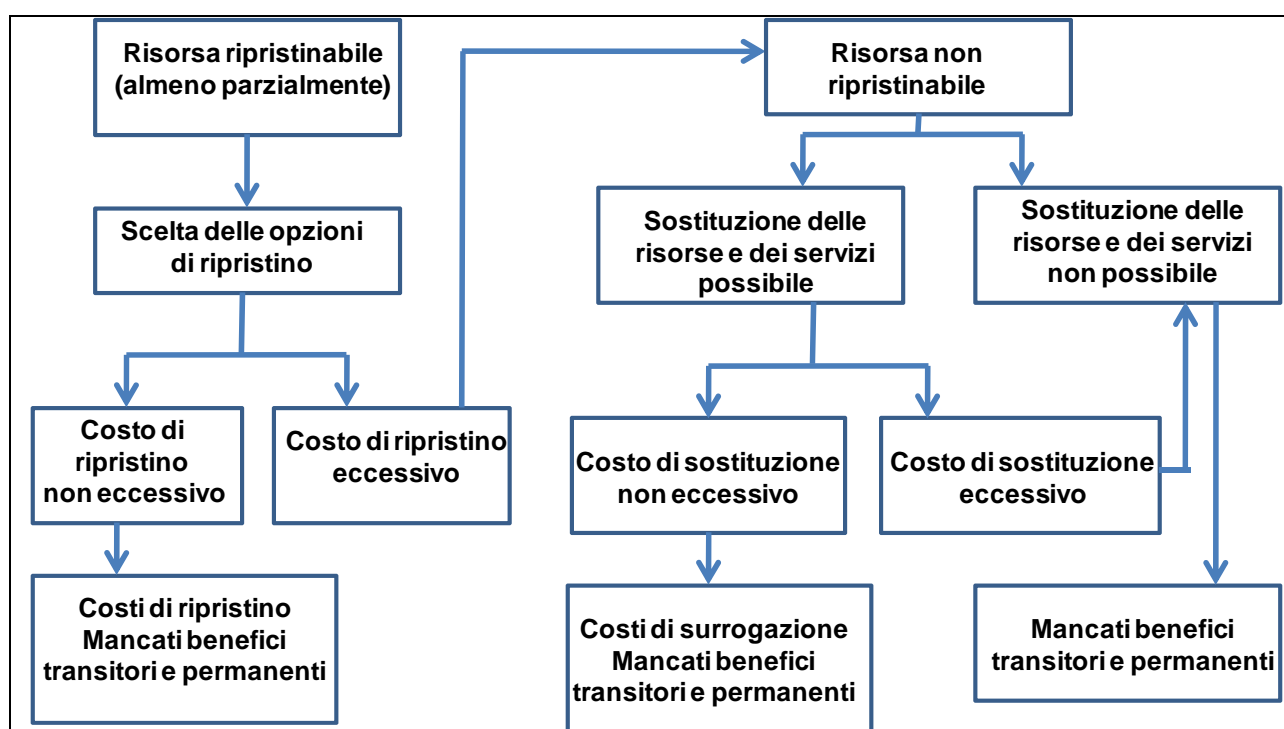 Risorsa ripristinabile
(almeno parzialmente)
Risorsa non
ripristinabile
Scelta delle opzioni
di ripristino
Sostituzione delle
risorse e dei servizi
possibile
Sostituzione delle
risorse e dei servizi
non possibile
Costo di
ripristino
non eccessivo
Costo di ripristino
eccessivo
Costo di sostituzione
non eccessivo
Costo di sostituzione
eccessivo
Costi di ripristino
Mancati benefici
transitori e permanenti
Costi di surrogazione
Mancati benefici
transitori e permanenti
Mancati benefici
transitori e permanenti